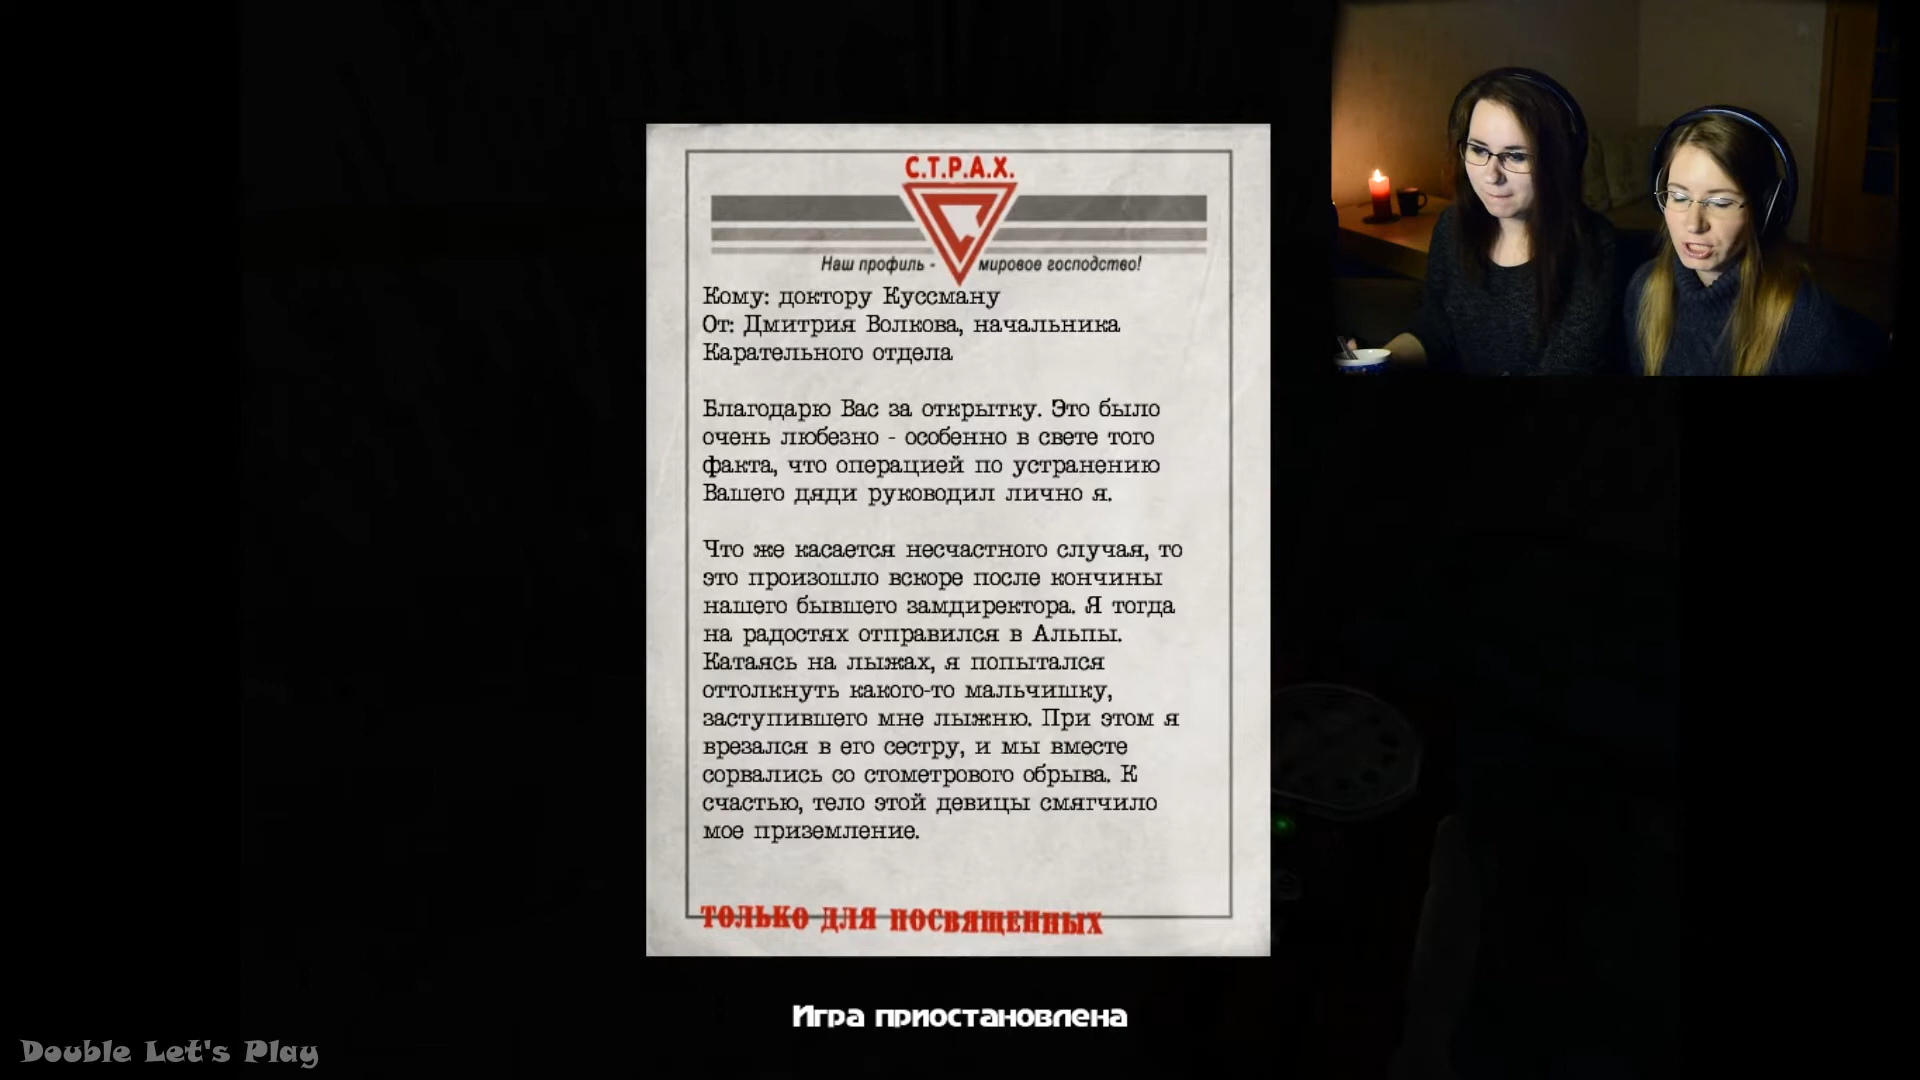 С.Т.Р.А.Х.
Наш профиль - мировое господство!
Кому: доктору Куссману
От: Дмитрия Волкова, начальника
Карательного отдела
Благодарю Вас за открытку. Это было
очень любезно - особенно в свете того
факта, что операцией по устранению
Вашего дяди руководил лично я.
Что же касается несчастного случая, то
это произошло вскоре после кончины
нашего бывшего замдиректора. Я тогда
на радостях отправился в Альпы.
Катаясь на лыжах, я попытался
оттолкнуть какого-то мальчишку,
заступившего мне лыжню. При этом я
врезался в его сестру, и мы вместе
сорвались со стометрового обрыва. К
счастью, тело этой девицы смягчило
мое приземление.
ТОЛЬКО ДЛЯ ПОСВЯЩЕННЫХ
Игра приостановлена
Double Let's Play